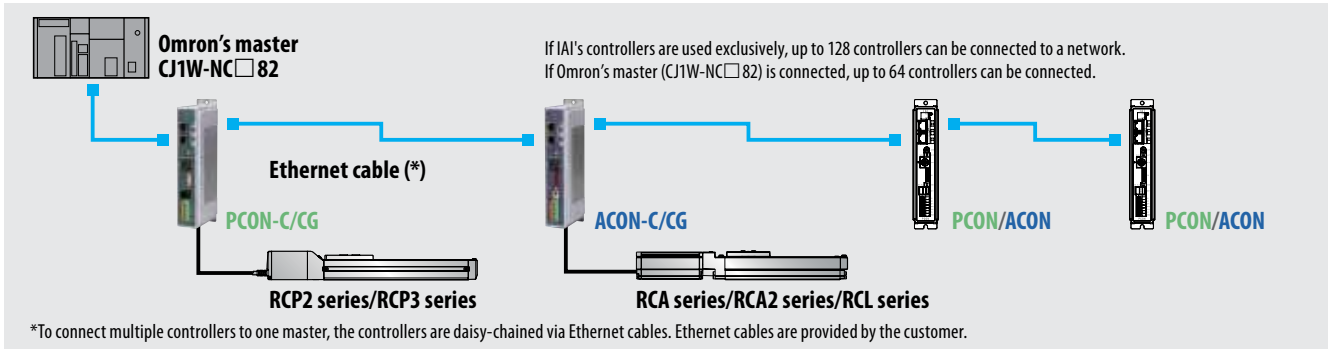 Omron's master
CJ1W-NC□82
If IAI's controllers are used exclusively, up to 128 controllers can be connected to a network.
If Omron's master (CJ1W-NC□82) is connected, up to 64 controllers can be connected.
Ethernet cable (*)
PCON-C/CG
ACON-C/CG
PCON/ACON
PCON/ACON
RCP2 series/RCP3 series
RCA series/RCA2 series/RCL series
*To connect multiple controllers to one master, the controllers are daisy-chained via Ethernet cables. Ethernet cables are provided by the customer.